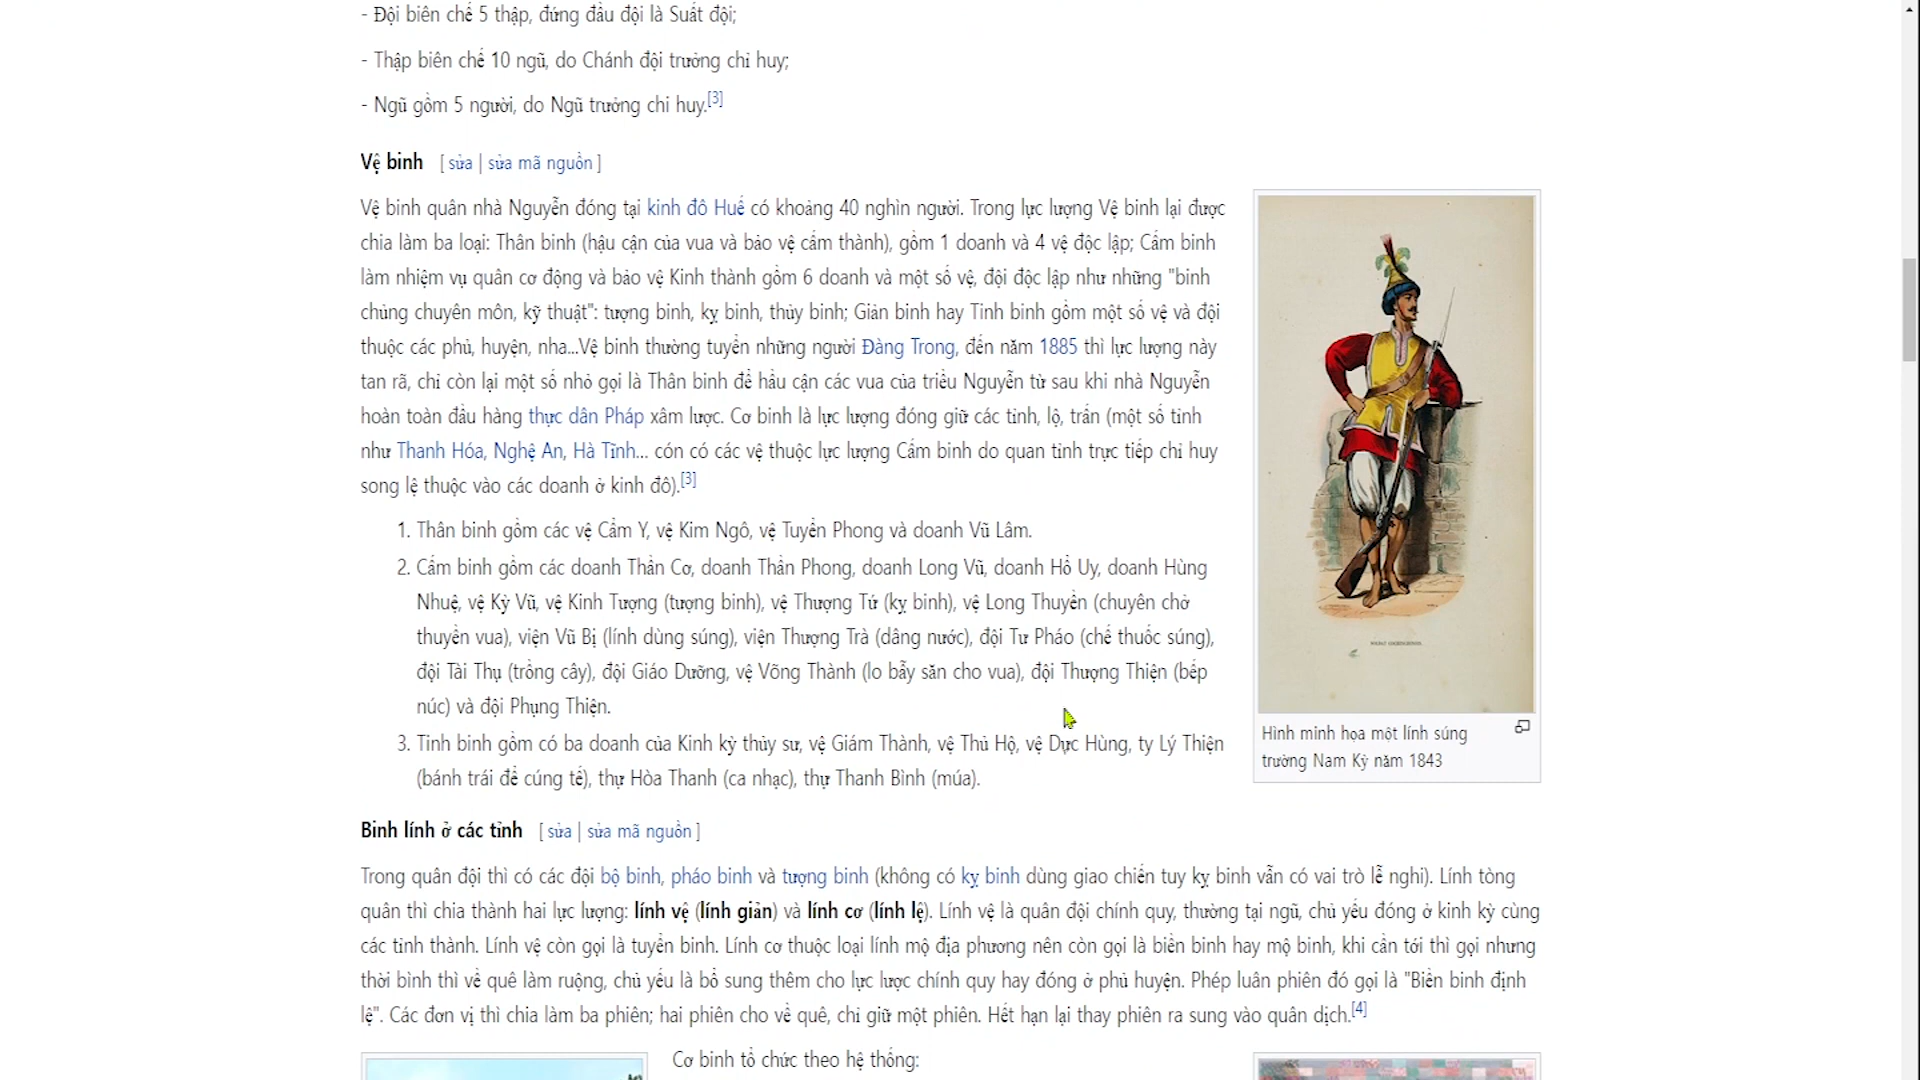 - Đội biên chế 5 thập, đứng đầu đội là Suất đội;
- Thập biên chế 10 ngũ, do Chánh đội trưởng chỉ huy;
- Ngũ gồm 5 người, do Ngũ trưởng chỉ huy.[3]
Vệ binh [ sửa | sửa mã nguồn ]
Vệ binh quân nhà Nguyễn đóng tại kinh đô Huế có khoảng 40 nghìn người. Trong lực lượng Vệ binh lại được
chia làm ba loại: Thân binh (hậu cận của vua và bảo vệ cấm thành), gồm 1 doanh và 4 vệ độc lập; Cấm binh
làm nhiệm vụ quân cơ động và bảo vệ Kinh thành gồm 6 doanh và một số vệ, đội độc lập như những "binh
chủng chuyên môn, kỹ thuật": tượng binh, kỵ binh, thủy binh; Giản binh hay Tinh binh gồm một số vệ và đội
thuộc các phủ, huyện, nha...Vệ binh thường tuyển những người Đàng Trong, đến năm 1885 thì lực lượng này
tan rã, chỉ còn lại một số nhỏ gọi là Thân binh để hầu cận các vua của triều Nguyễn từ sau khi nhà Nguyễn
hoàn toàn đầu hàng thực dân Pháp xâm lược. Cơ binh là lực lượng đóng giữ các tỉnh, lộ, trấn (một số tỉnh
như Thanh Hóa, Nghệ An, Hà Tĩnh... cón có các vệ thuộc lực lượng Cấm binh do quan tỉnh trực tiếp chỉ huy
song lệ thuộc vào các doanh ở kinh đô).[3]
1. Thân binh gồm các vệ Cẩm Y, vệ Kim Ngô, vệ Tuyển Phong và doanh Vũ Lâm.
2. Cấm binh gồm các doanh Thần Cơ, doanh Thần Phong, doanh Long Vũ, doanh Hổ Uy, doanh Hùng
Nhuệ, vệ Kỳ Vũ, vệ Kinh Tượng (tượng binh), vệ Thượng Tứ (kỵ binh), vệ Long Thuyền (chuyên chở
thuyền vua), viện Vũ Bị (lính dùng súng), viện Thượng Trà (dâng nước), đội Tư Pháo (chế thuốc súng),
đội Tài Thụ (trồng cây), đội Giáo Dưỡng, vệ Võng Thành (lo bẫy săn cho vua), đội Thượng Thiện (bếp
núc) và đội Phụng Thiện.
3. Tinh binh gồm có ba doanh của Kinh kỳ thủy sư, vệ Giám Thành, vệ Thủ Hộ, vệ Dực Hùng, ty Lý Thiện
(bánh trái để cúng tế), thự Hòa Thanh (ca nhạc), thự Thanh Bình (múa).
Hình minh họa một lính súng
trường Nam Kỳ năm 1843
Binh lính ở các tỉnh [ sửa | sửa mã nguồn ]
Trong quân đội thì có các đội bộ binh, pháo binh và tượng binh (không có kỵ binh dùng giao chiến tuy kỵ binh vẫn có vai trò lễ nghi). Lính tòng
quân thì chia thành hai lực lượng: lính vệ (lính giản) và lính cơ (lính lệ). Lính vệ là quân đội chính quy, thường tại ngũ, chủ yếu đóng ở kinh kỳ cùng
các tỉnh thành. Lính vệ còn gọi là tuyển binh. Lính cơ thuộc loại lính mộ địa phương nên còn gọi là biền binh hay mộ binh, khi cần tới thì gọi nhưng
thời bình thì về quê làm ruộng, chủ yếu là bổ sung thêm cho lực lược chính quy hay đóng ở phủ huyện. Phép luân phiên đó gọi là "Biền binh định
lệ". Các đơn vị thì chia làm ba phiên; hai phiên cho về quê, chỉ giữ một phiên. Hết hạn lại thay phiên ra sung vào quân dịch.[4]
Cơ binh tổ chức theo hệ thống: